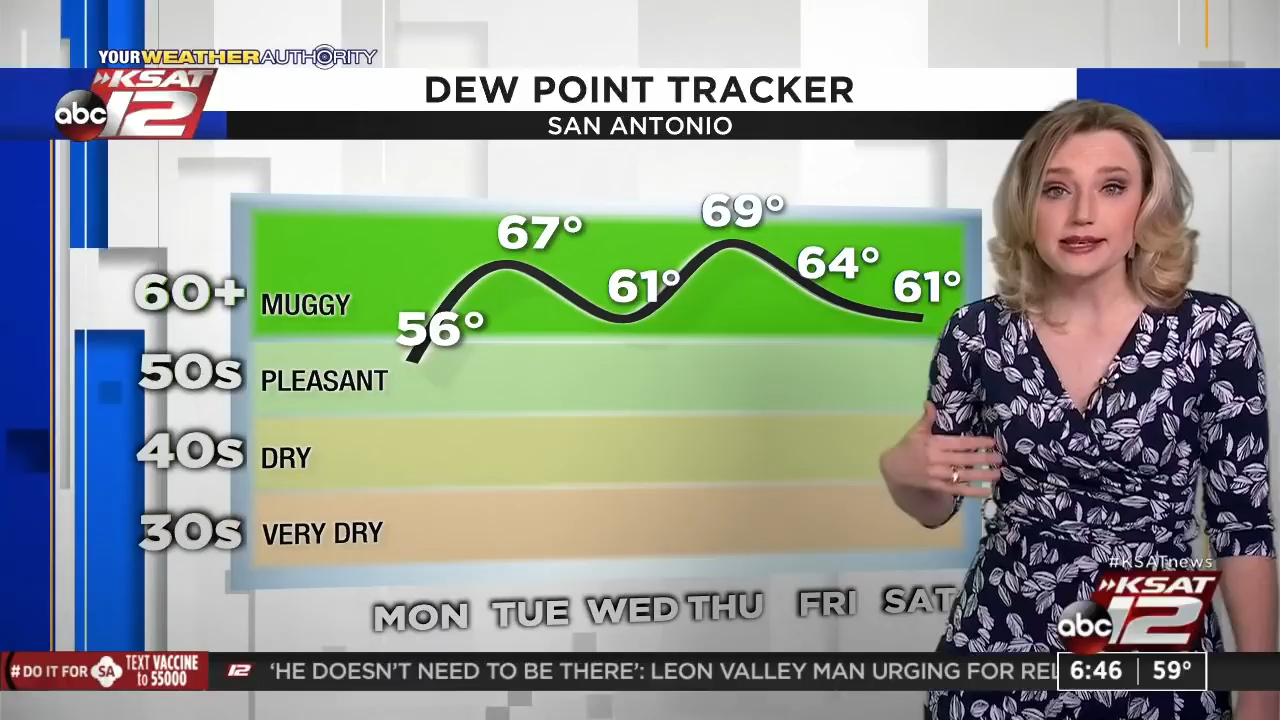 YOUR WEATHER AUTHORITY
KSAT
abc 12
DEW POINT TRACKER
SAN ANTONIO
67°
69°
61°
64°
61°
56°
60+ MUGGY
50s PLEASANT
40s DRY
30s VERY DRY
MON TUE WED THU FRI SAT
#KSATnews
KSAT
abc 12
# DO IT FOR SA TEXT VACCINE to 55000
12 'HE DOESN'T NEED TO BE THERE': LEON VALLEY MAN URGING FOR REL
6:46 59°